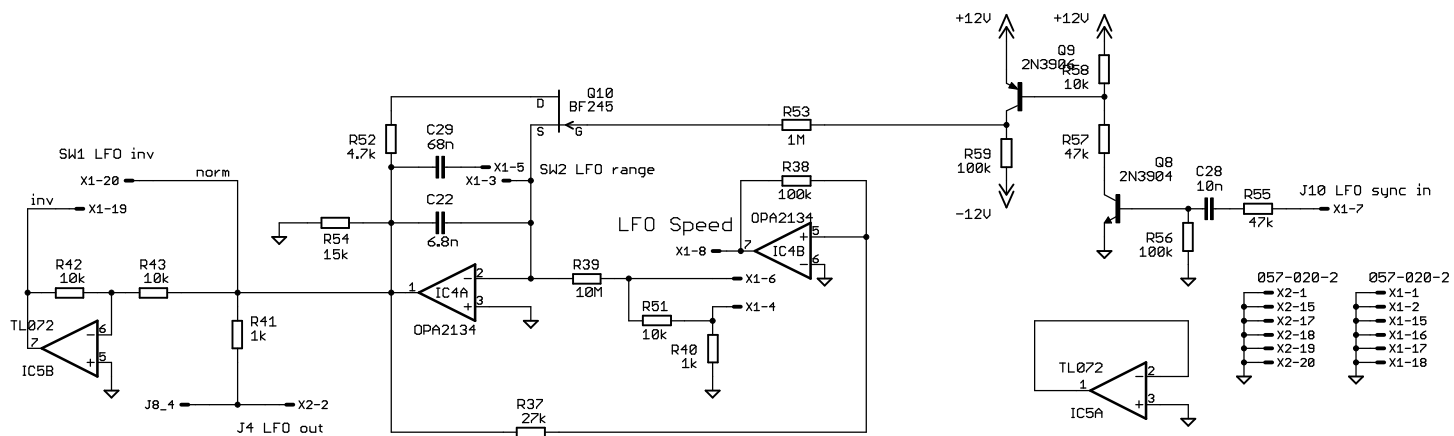 +12V
+12V
Q9
2N3906
R58
10k
Q10
BF245
D
S
G
R53
1M
R59
100k
-12V
R57
47k
Q8
2N3904
C28
10n
R55
47k
J10 LFO sync in
X1-7
R56
100k
R52
4.7k
C29
68n
X1-5
X1-3
SW2 LFO range
C22
6.8n
R54
15k
SW1 LFO inv
X1-20
norm
inv
X1-19
R38
100k
LFO Speed
OPA2134
X1-8
7
5
+
IC4B
-
6
R42
10k
R43
10k
1
2
-
IC4A
+
3
OPA2134
R39
10M
X1-6
X1-4
R51
10k
R40
1k
TL072
6
-
7
5
+
IC5B
R41
1k
J8_4
X2-2
J4 LFO out
R37
27k
TL072
2
-
1
+
3
IC5A
057-020-2
X2-1
X2-15
X2-17
X2-18
X2-19
X2-20
057-020-2
X1-1
X1-2
X1-15
X1-16
X1-17
X1-18